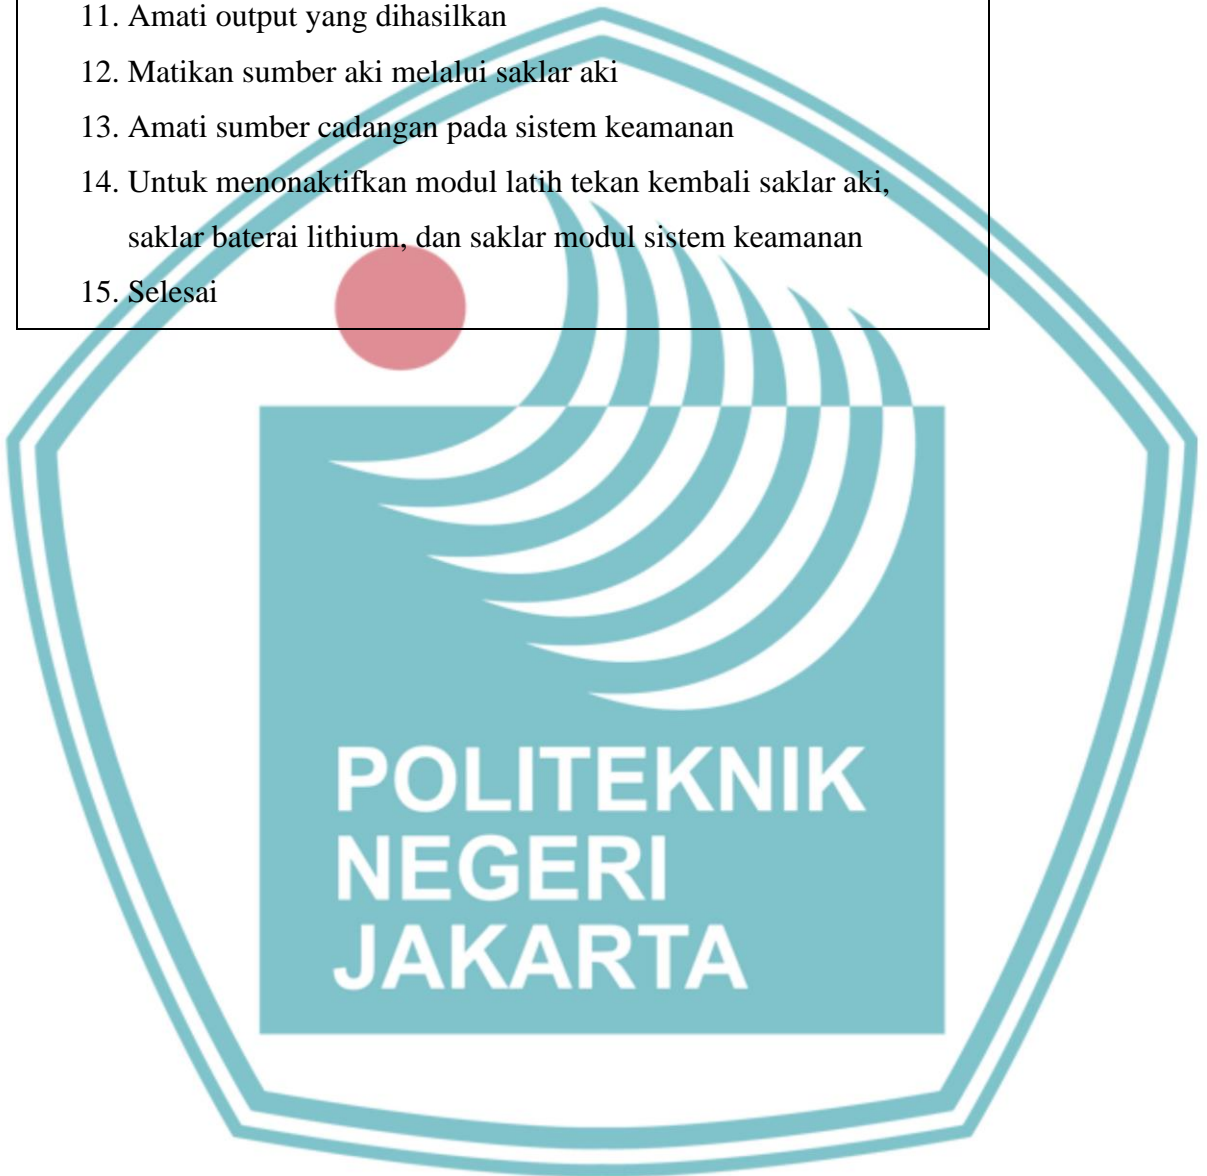 11. Amati output yang dihasilkan
12. Matikan sumber aki melalui saklar aki
13. Amati sumber cadangan pada sistem keamanan
14. Untuk menonaktifkan modul latih tekan kembali saklar aki,
saklar baterai lithium, dan saklar modul sistem keamanan
15. Selesai
POLITEKNIK
NEGERI
JAKARTA